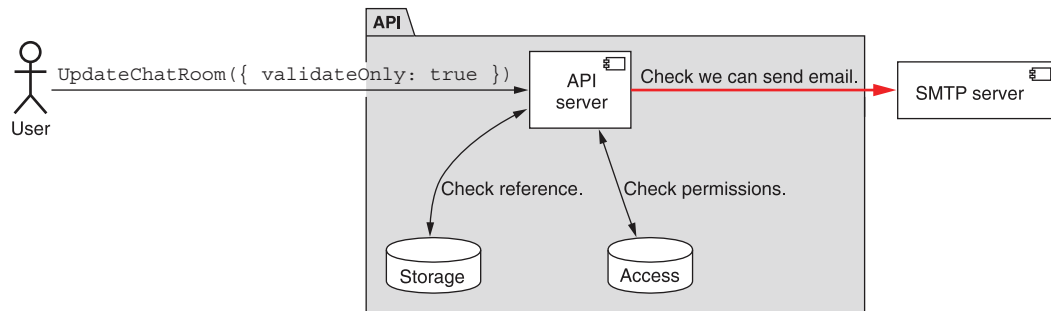 API
UpdateChatRoom({ validateOnly: true })
User
API
server
Check we can send email.
SMTP server
Check reference.
Check permissions.
Storage
Access